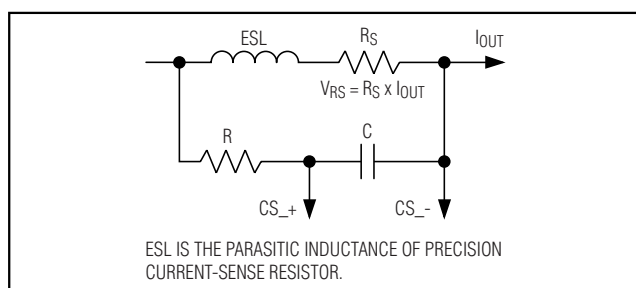 ESL
RS
IOUT
VRS = RS x IOUT
R
C
CS_+
CS_-
ESL IS THE PARASITIC INDUCTANCE OF PRECISION
CURRENT-SENSE RESISTOR.